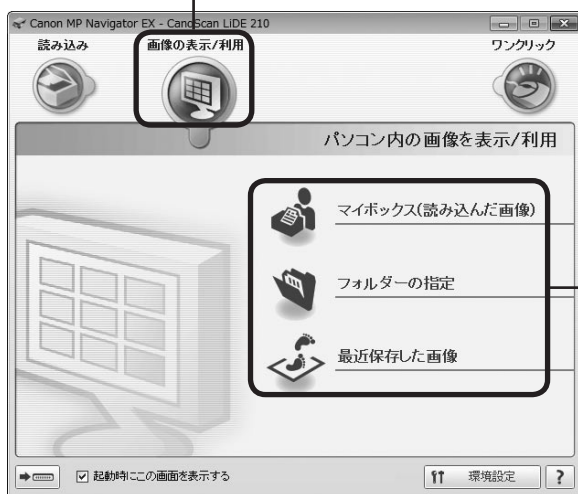 Canon MP Navigator EX - CanoScan LiDE 210
読み込み
画像の表示/利用
ワンクリック
パソコン内の画像を表示/利用
マイボックス(読み込んだ画像)
フォルダーの指定
最近保存した画像
起動時にこの画面を表示する
環境設定
?